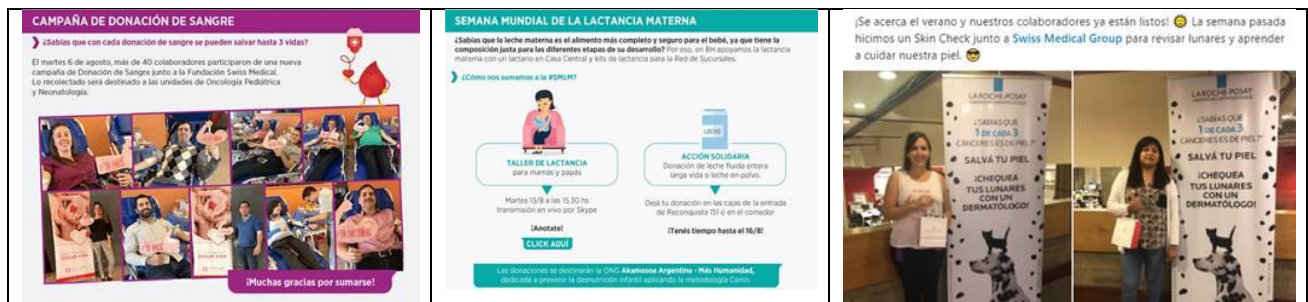 CAMPAÑA DE DONACIÓN DE SANGRE
¿Sabías que con cada donación de sangre se pueden salvar hasta 3 vidas?
El martes 6 de agosto, más de 40 colaboradores participaron de una nueva
campaña de Donación de Sangre junto a la Fundación Swiss Medical.
Lo recolectado será destinado a las unidades de Oncología Pediátrica
y Neonatología.
¡Muchas gracias por sumarse!
SEMANA MUNDIAL DE LA LACTANCIA MATERNA
¿Sabías que la leche materna es el alimento más completo y seguro para el bebé, ya que tiene la
composición justa para las diferentes etapas de su desarrollo? Por eso, en BH apoyamos la lactancia
materna con un lactario en Casa Central y kits de lactancia para la Red de Sucursales.
¿Cómo nos sumamos a la #SMLM?
LECHE
TALLER DE LACTANCIA
para mamás y papás
Martes 13/8 a las 15.30 hs
transmisión en vivo por Skype
¡Anotate!
CLICK AQUÍ
ACCIÓN SOLIDARIA
Donación de leche fluida entera
larga vida o leche en polvo.
Dejá tu donación en las cajas de la entrada
de Reconquista 151 o en el comedor
¡Tenés tiempo hasta el 16/8!
Las donaciones se destinarán la ONG Akamasoa Argentina - Más Humanidad,
dedicada a prevenir la desnutrición infantil aplicando la metodología Conin.
¡Se acerca el verano y nuestros colaboradores ya están listos! 🌞 La semana pasada
hicimos un Skin Check junto a Swiss Medical Group para revisar lunares y aprender
a cuidar nuestra piel. 😎
LA ROCHE-POSAY
¿SABÍAS QUE
1 DE CADA 3
CÁNCERES ES DE PIEL?
SALVÁ TU PIEL
¡CHEQUEA
TUS LUNARES
CON UN
DERMATÓLOGO!
LA ROCHE-POSAY
¿SABÍAS QUE
1 DE CADA 3
CÁNCERES ES DE PIEL?
SALVÁ TU PIEL
¡CHEQUEA
TUS LUNARES
CON UN
DERMATÓLOGO!